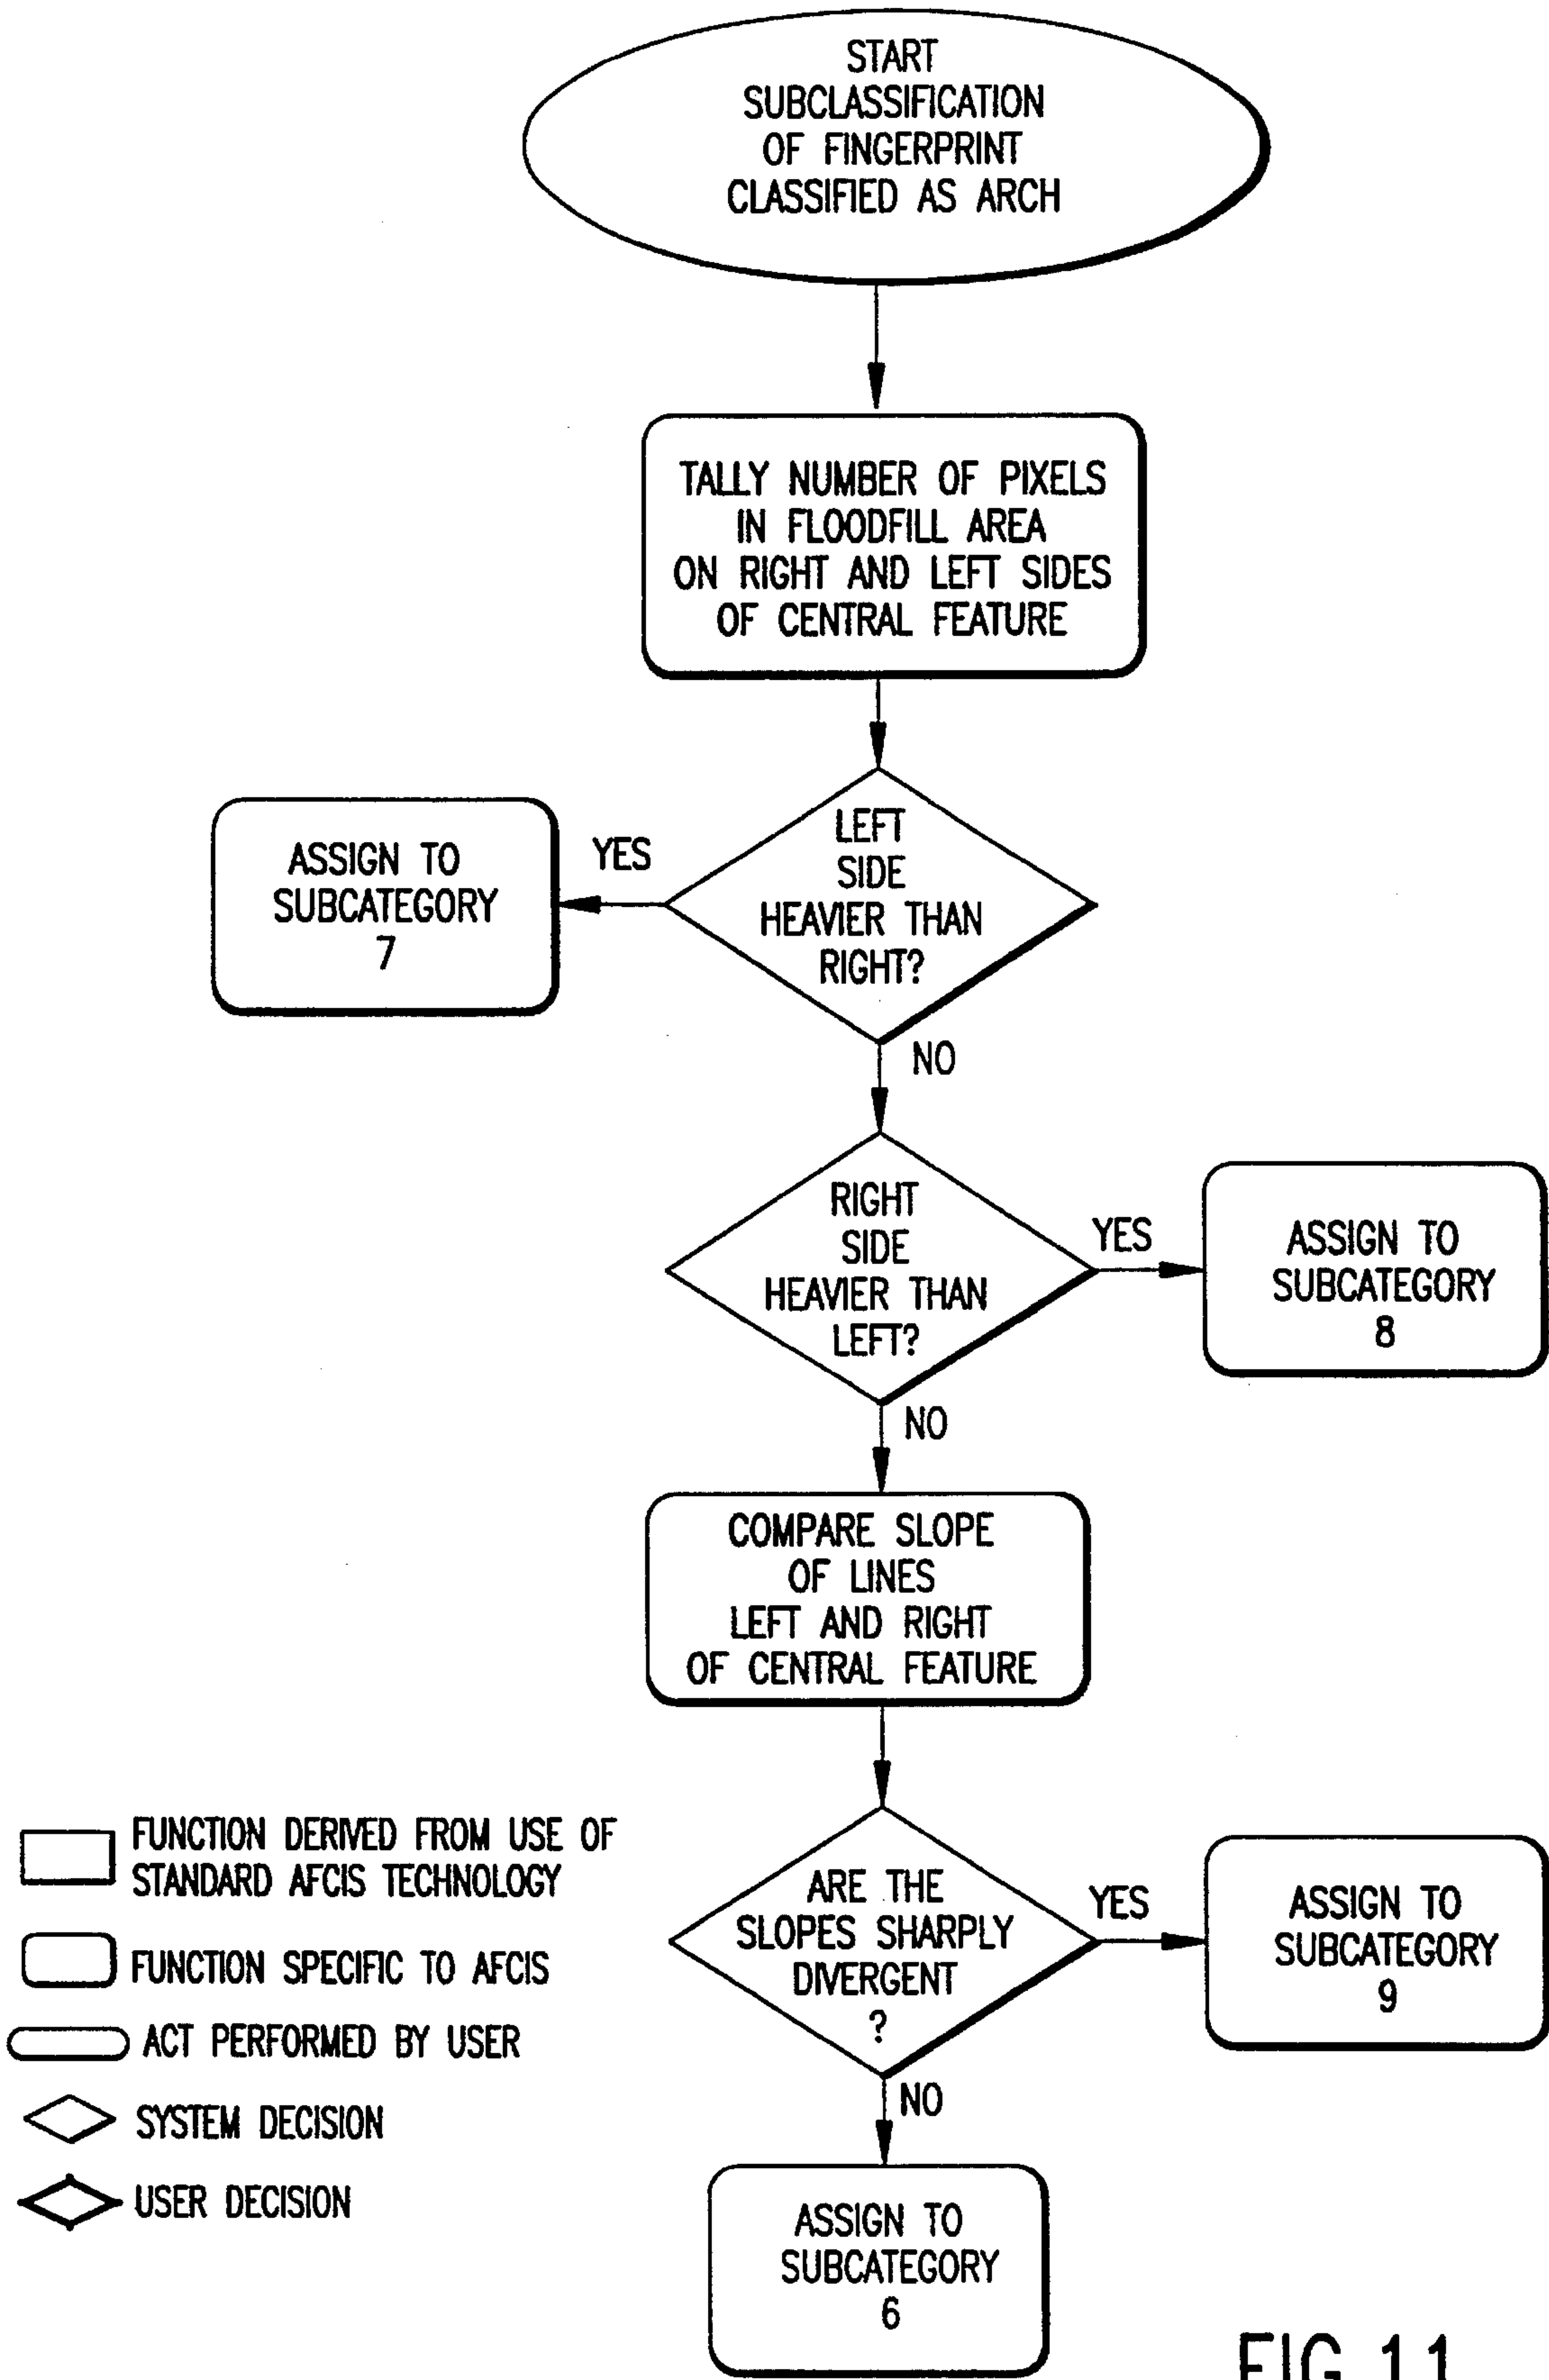 START
SUBCLASSIFICATION
OF FINGERPRINT
CLASSIFIED AS ARCH
TALLY NUMBER OF PIXELS
IN FLOODFILL AREA
ON RIGHT AND LEFT SIDES
OF CENTRAL FEATURE
LEFT
SIDE
HEAVIER THAN
RIGHT?
YES
ASSIGN TO
SUBCATEGORY
7
NO
RIGHT
SIDE
HEAVIER THAN
LEFT?
YES
ASSIGN TO
SUBCATEGORY
8
NO
COMPARE SLOPE
OF LINES
LEFT AND RIGHT
OF CENTRAL FEATURE
ARE THE
SLOPES SHARPLY
DIVERGENT
?
YES
ASSIGN TO
SUBCATEGORY
9
NO
ASSIGN TO
SUBCATEGORY
6
FUNCTION DERIVED FROM USE OF
STANDARD AFCIS TECHNOLOGY
FUNCTION SPECIFIC TO AFCIS
ACT PERFORMED BY USER
SYSTEM DECISION
USER DECISION
FIG.11